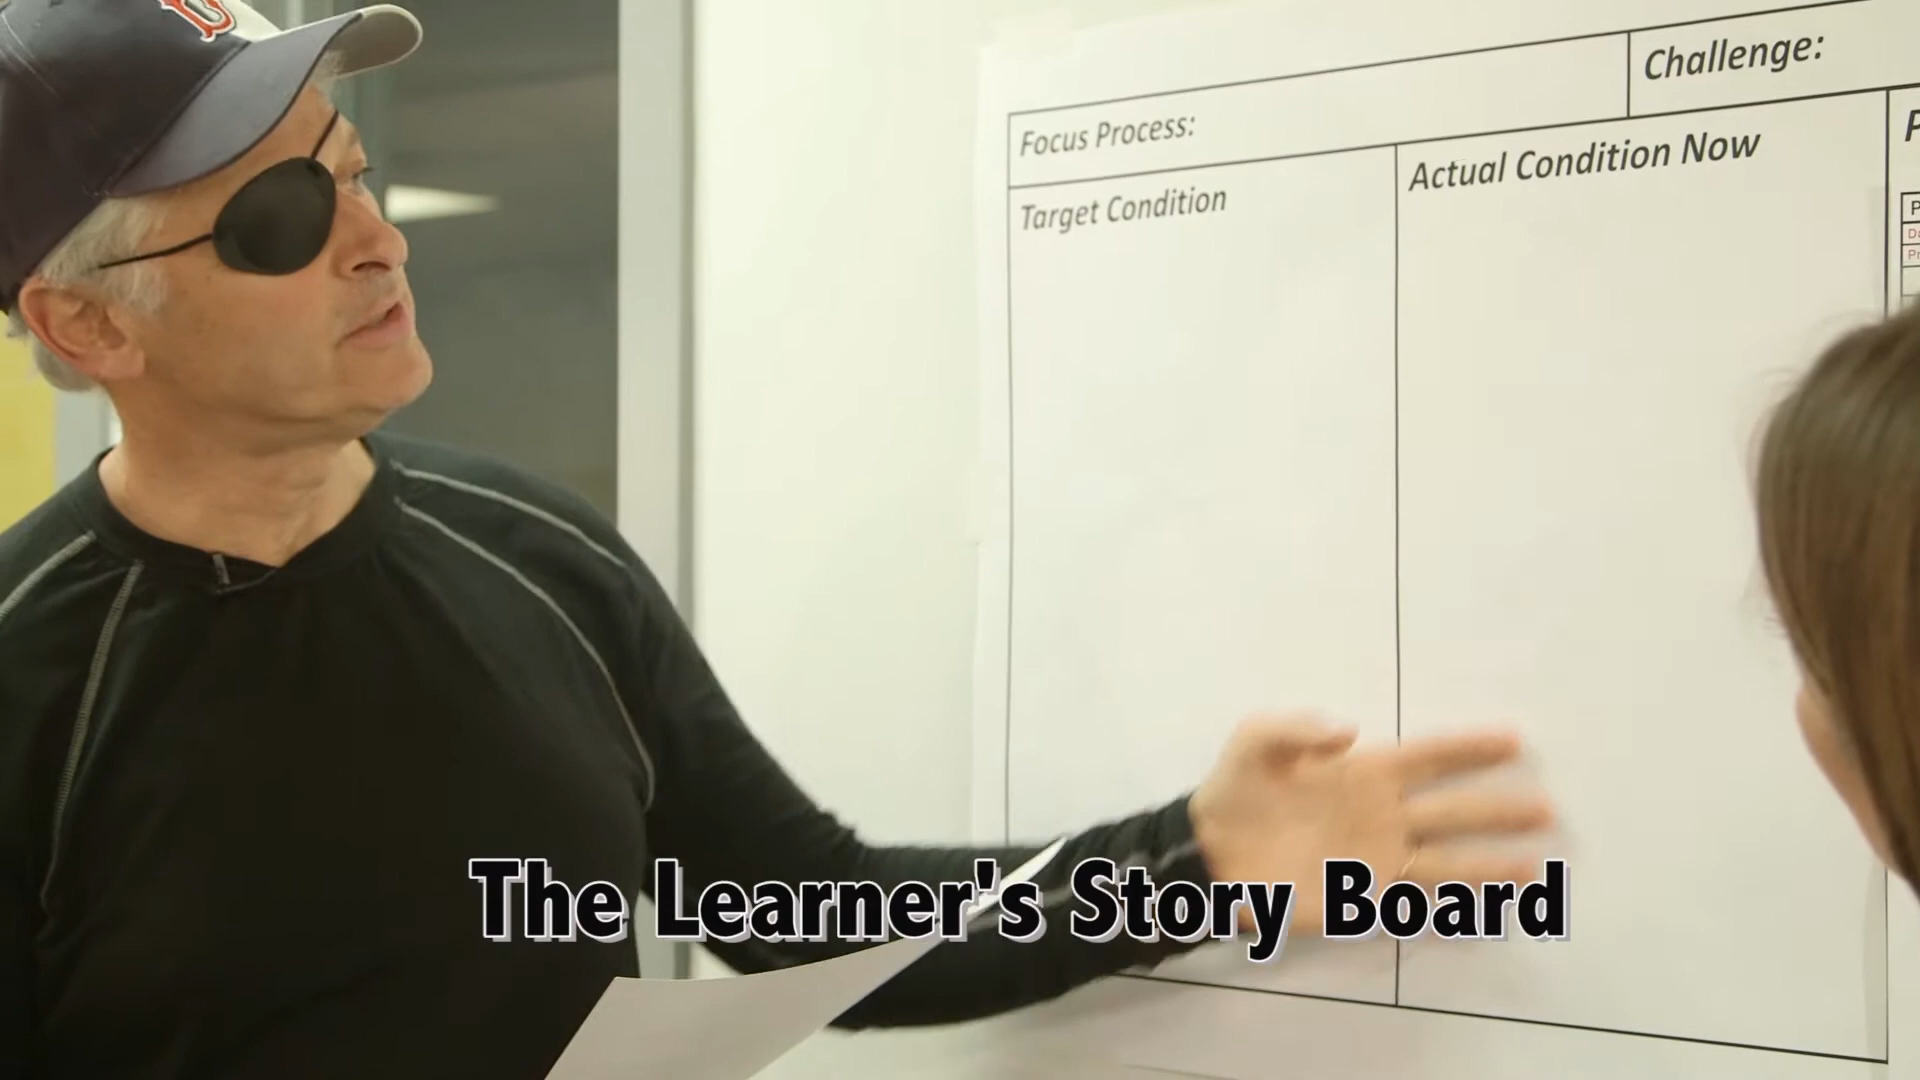 Challenge:
Focus Process:
Target Condition
Actual Condition Now
The Learner's Story Board